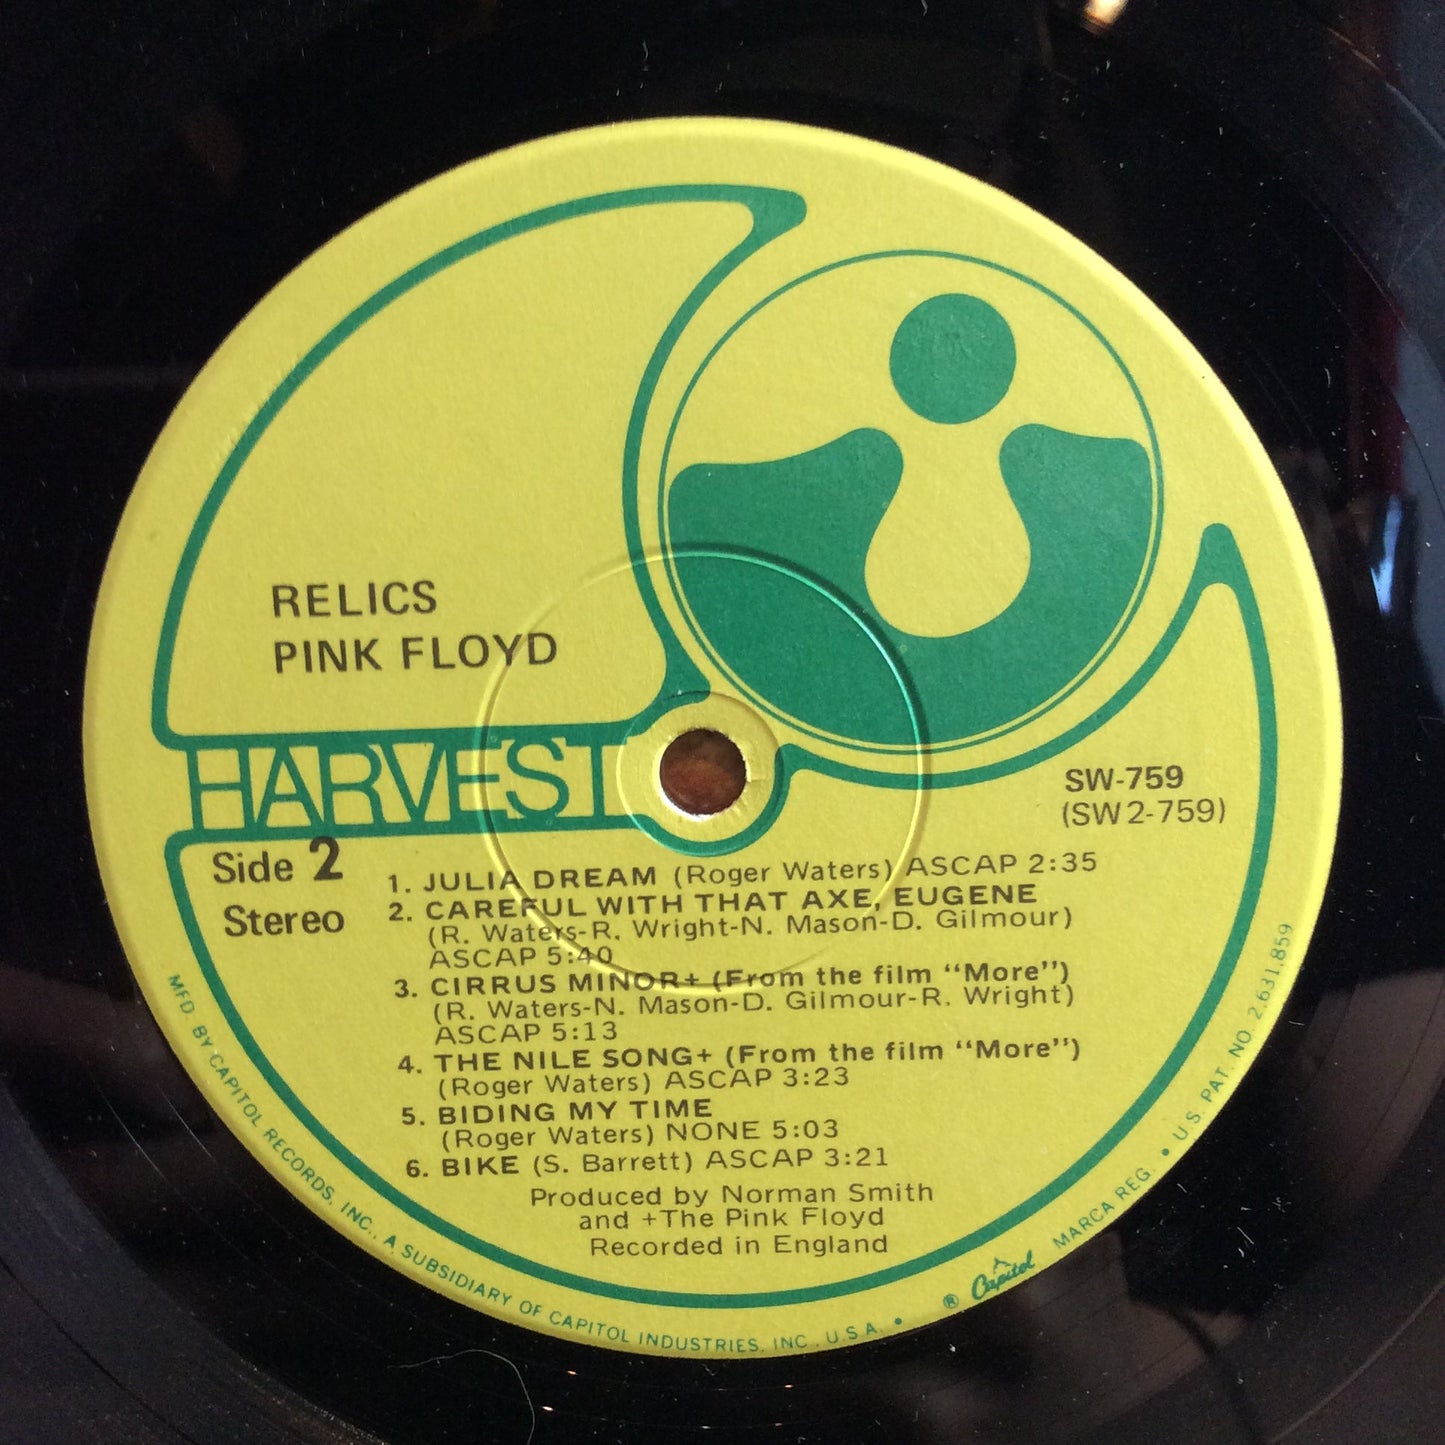 RELICS
PINK FLOYD
HARVEST
SW-759
(SW2-759)
Side 2
Stereo
1. JULIA DREAM (Roger Waters) ASCAP 2:35
2. CAREFUL WITH THAT AXE, EUGENE
(R. Waters-R. Wright-N. Mason-D. Gilmour)
ASCAP 5:40
3. CIRRUS MINOR+ (From the film “More”)
(R. Waters-N. Mason-D. Gilmour-R. Wright)
ASCAP 5:13
4. THE NILE SONG+ (From the film “More”)
(Roger Waters) ASCAP 3:23
5. BIDING MY TIME
(Roger Waters) NONE 5:03
6. BIKE (S. Barrett) ASCAP 3:21
Produced by Norman Smith
and +The Pink Floyd
Recorded in England
MFD. BY CAPITOL RECORDS, INC., A SUBSIDIARY OF CAPITOL INDUSTRIES, INC., U.S.A. • ® Capitol MARCA REG. • U.S. PAT. NO. 2,631,859